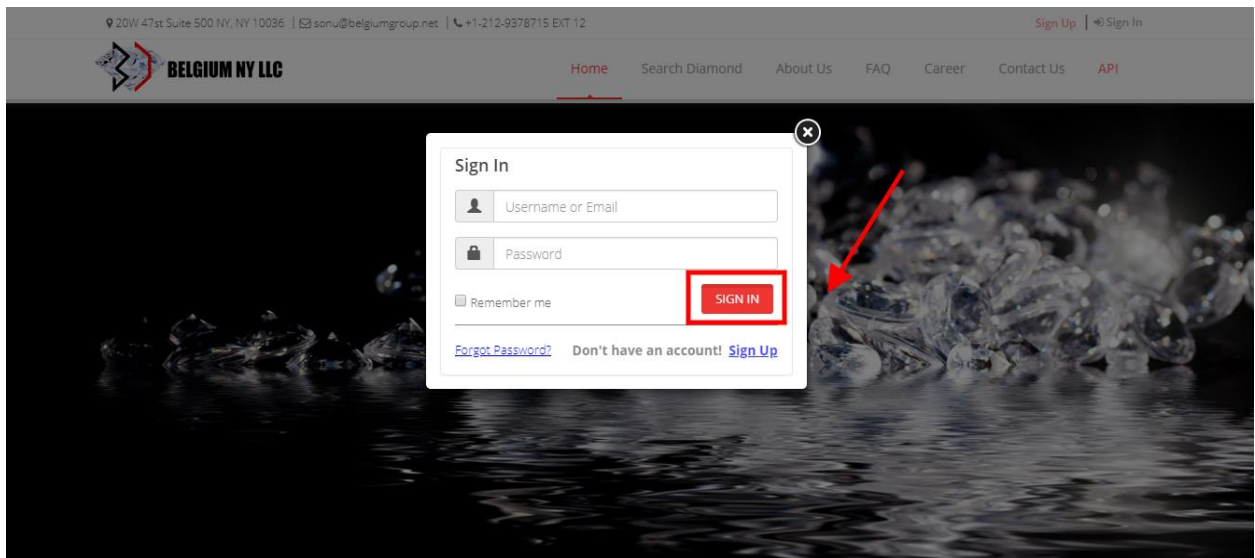 20W 47st Suite 500 NY, NY 10036 | sonu@belgiumgroup.net | +1-212-9378715 EXT 12 Sign Up | Sign In
BELGIUM NY LLC Home Search Diamond About Us FAQ Career Contact Us API
Sign In
Username or Email
Password
Remember me SIGN IN
Forgot Password? Don't have an account! Sign Up